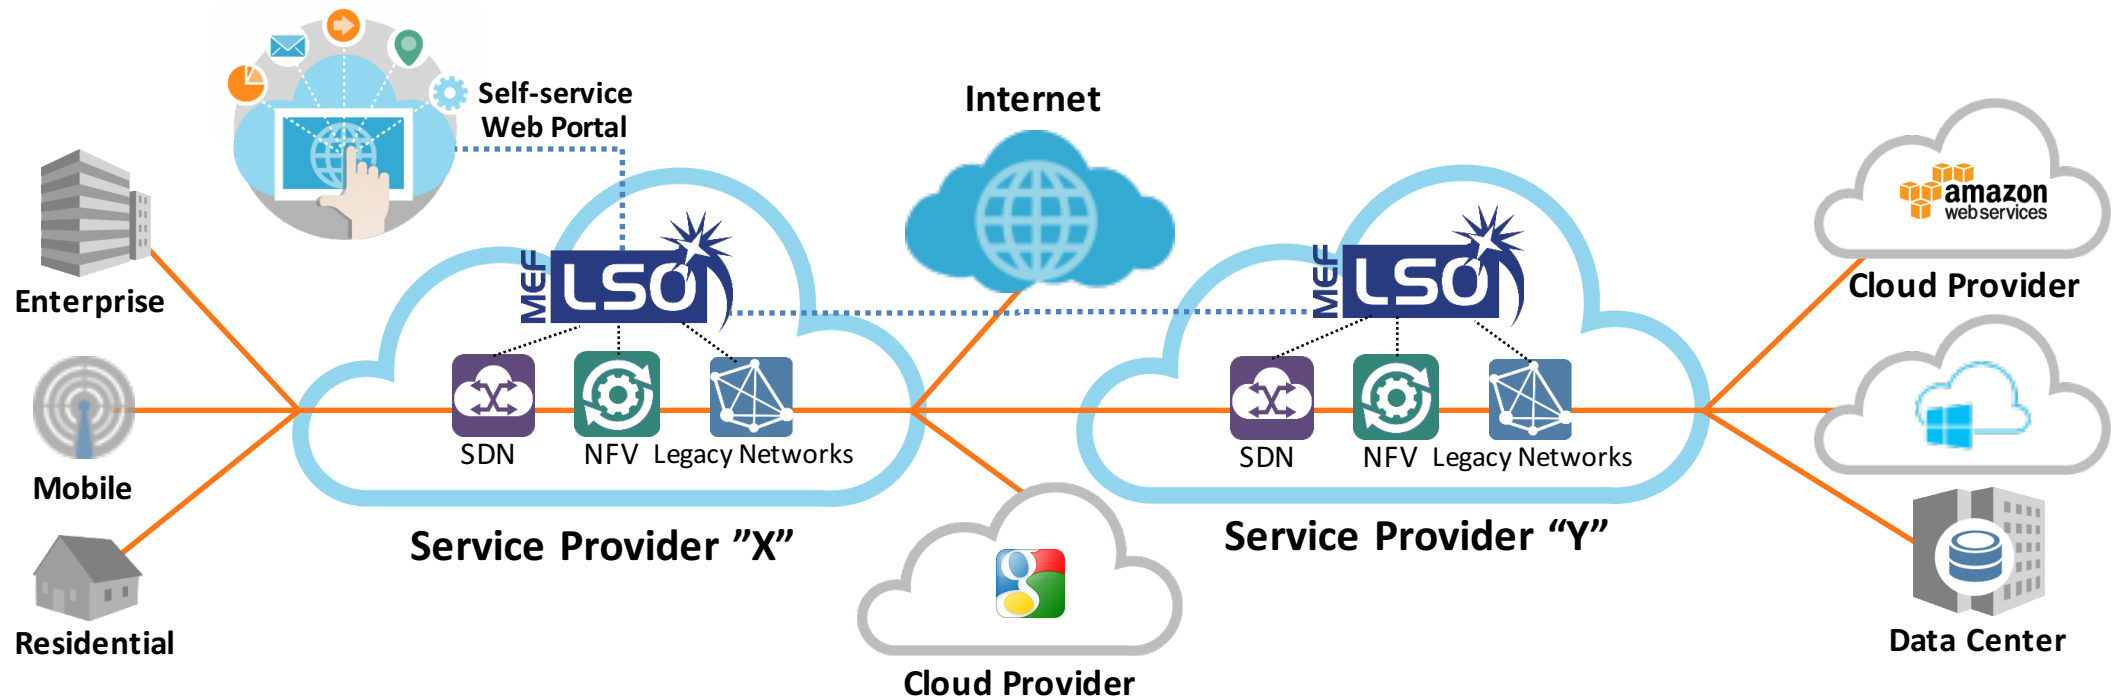 Self-service
Web Portal
Internet
amazon
web services
Cloud Provider
Enterprise
MEF
LSO
MEF
LSO
SDN
NFV
Legacy Networks
SDN
NFV
Legacy Networks
Mobile
Service Provider ”X”
Service Provider “Y”
g
Residential
Data Center
Cloud Provider